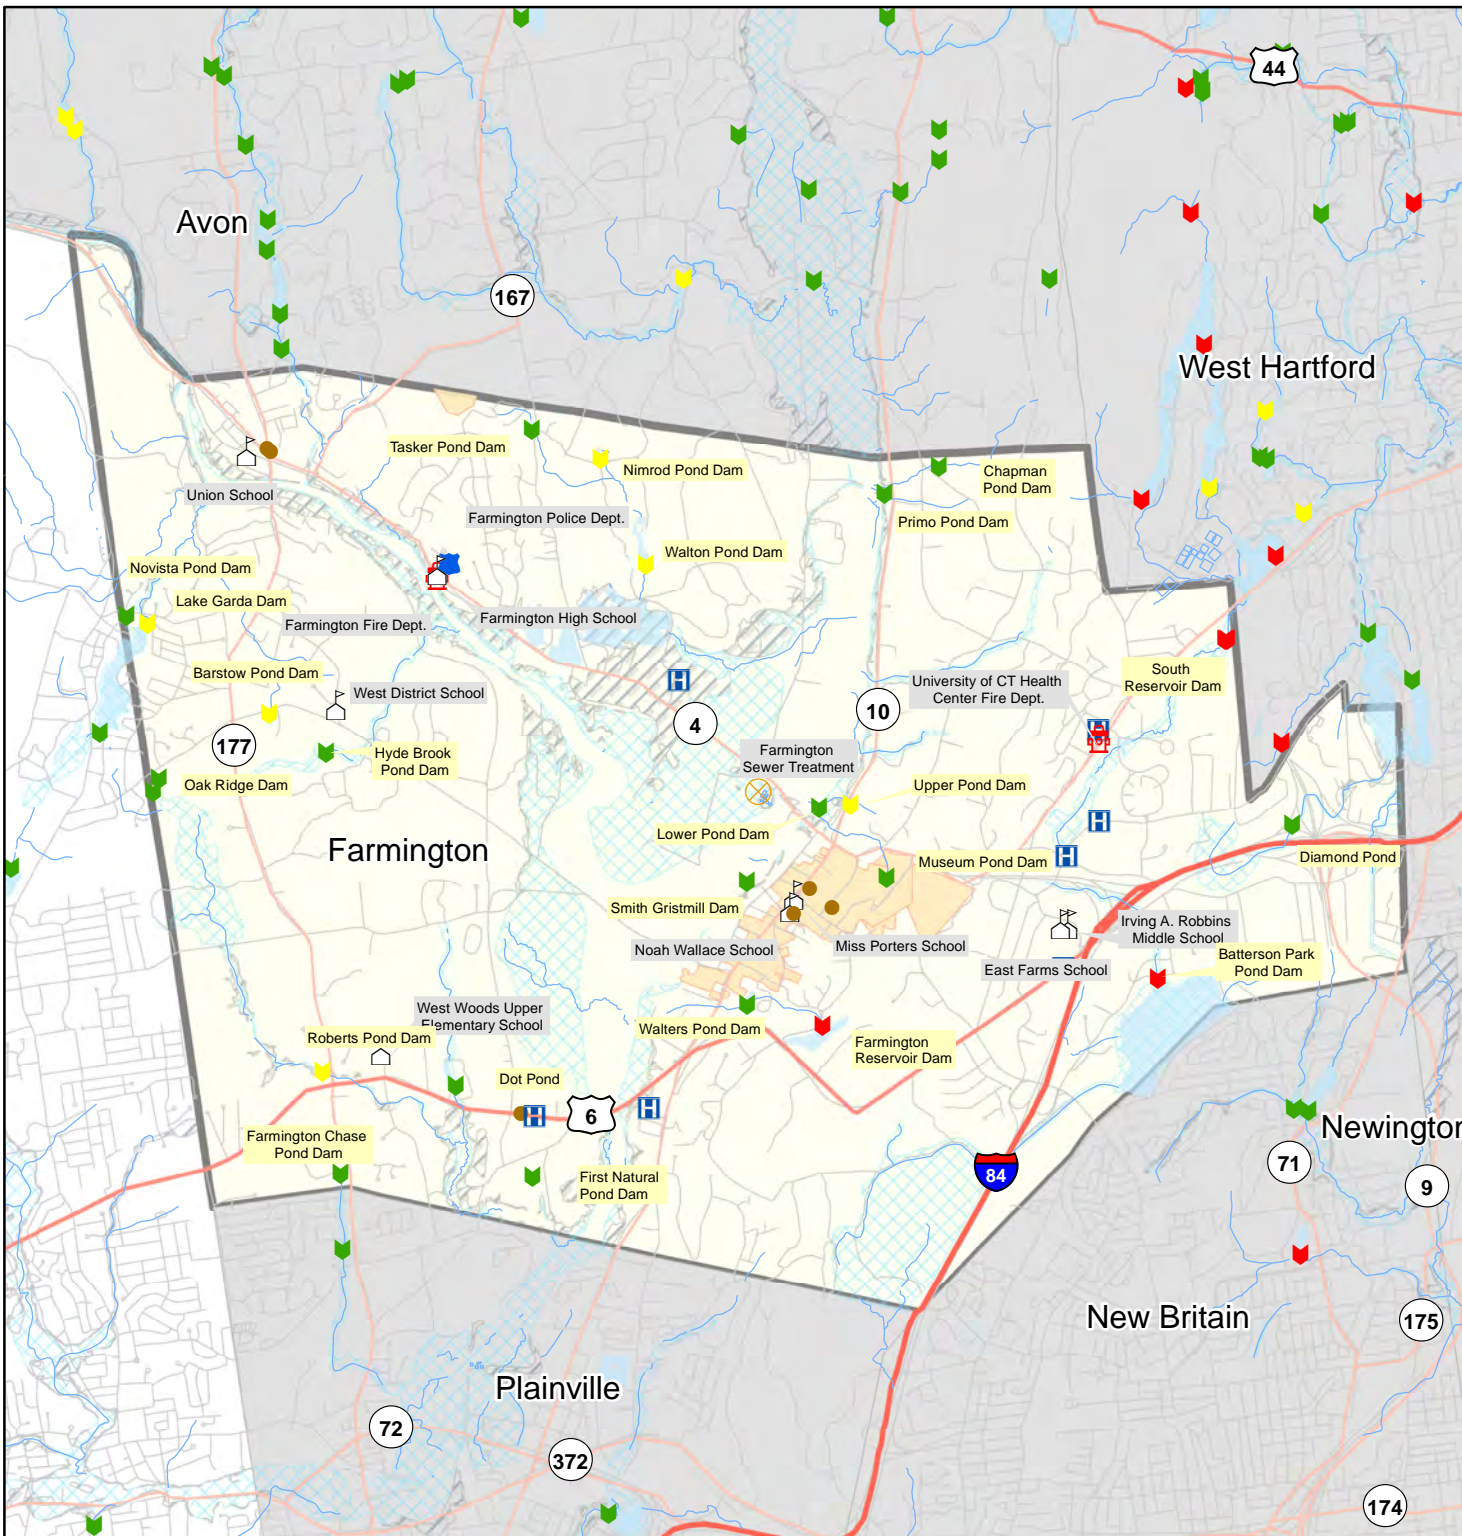 44
Avon
167
West Hartford
Tasker Pond Dam
Nimrod Pond Dam
Chapman
Pond Dam
Union School
Farmington Police Dept.
Primo Pond Dam
Walton Pond Dam
Novista Pond Dam
Lake Garda Dam
Farmington Fire Dept.
Farmington High School
Barstow Pond Dam
West District School
H
University of CT Health
Center Fire Dept.
South
Reservoir Dam
177
4
10
H
Hyde Brook
Pond Dam
Farmington
Sewer Treatment
Oak Ridge Dam
Upper Pond Dam
Lower Pond Dam
H
Farmington
Museum Pond Dam
H
Diamond Pond
Smith Gristmill Dam
Noah Wallace School
Miss Porters School
Irving A. Robbins
Middle School
East Farms School
Batterson Park
Pond Dam
West Woods Upper
Elementary School
Roberts Pond Dam
Walters Pond Dam
Farmington
Reservoir Dam
Dot Pond
H
6
H
Farmington Chase
Pond Dam
First Natural
Pond Dam
84
Newington
71
9
New Britain
175
Plainville
72
372
174